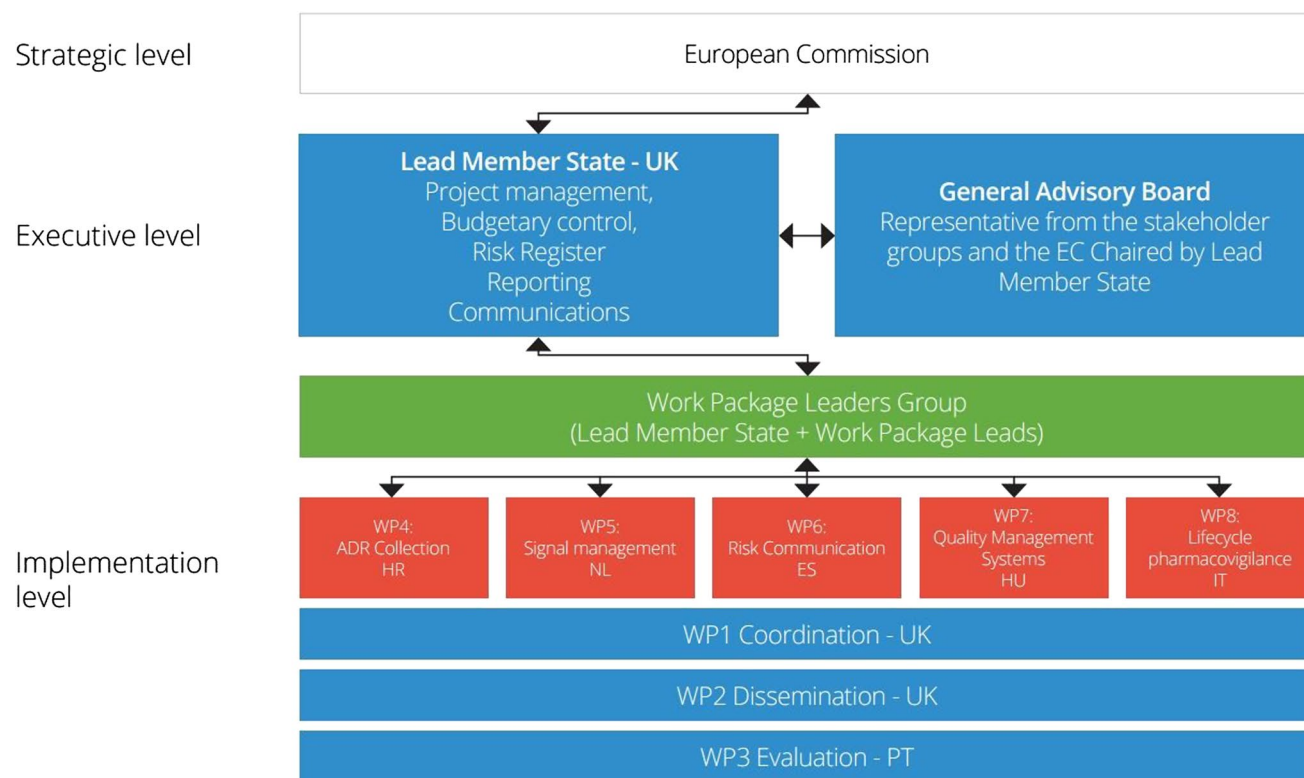 Strategic level
European Commission
Executive level
Lead Member State - UK
Project management,
Budgetary control,
Risk Register
Reporting
Communications
General Advisory Board
Representative from the stakeholder
groups and the EC Chaired by Lead
Member State
Work Package Leaders Group
(Lead Member State + Work Package Leads)
Implementation
level
WP4:
ADR Collection
HR
WP5:
Signal management
NL
WP6:
Risk Communication
ES
WP7:
Quality Management
Systems
HU
WP8:
Lifecycle
pharmacovigilance
IT
WP1 Coordination - UK
WP2 Dissemination - UK
WP3 Evaluation - PT